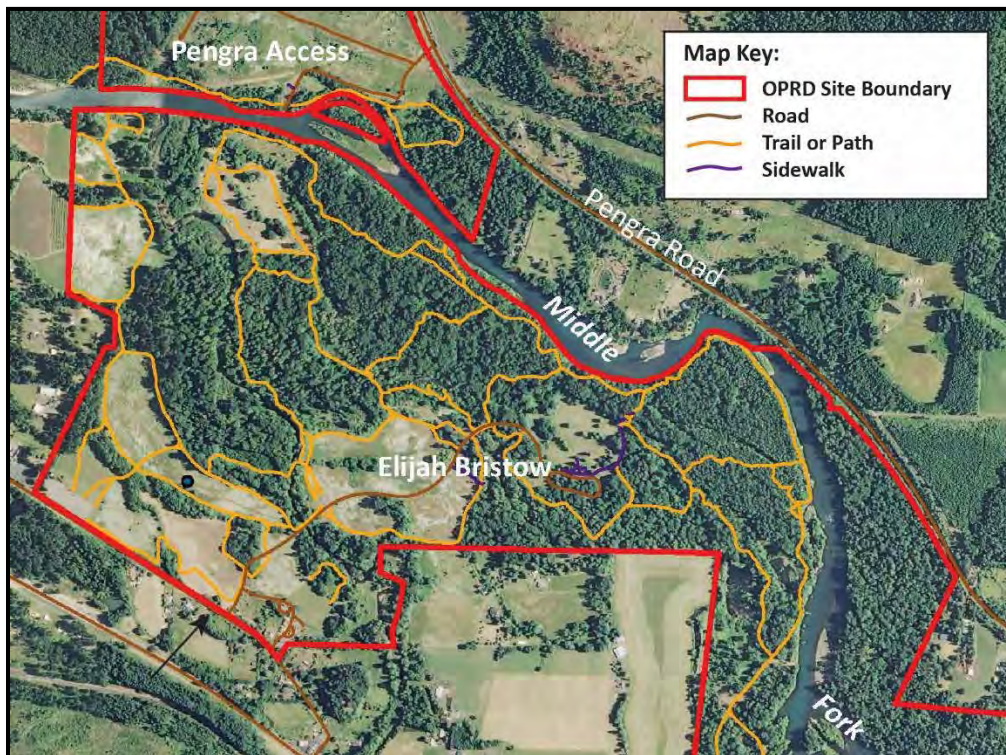 Pengra Access
Map Key:
OPRD Site Boundary
Road
Trail or Path
Sidewalk
Pengra Road
Middle
Elijah Bristow
Fork